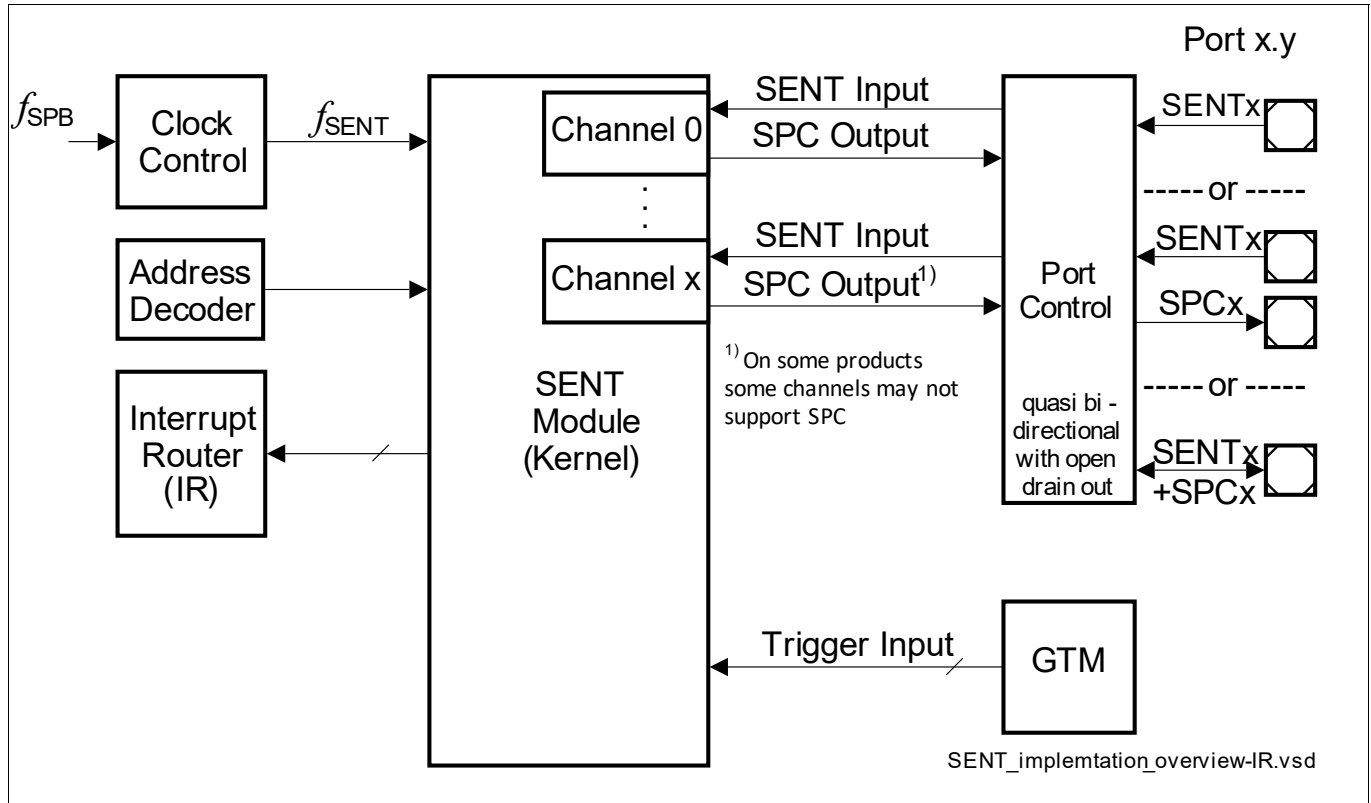 Port x.y
fSPB
Clock
Control
fSENT
Channel 0
SENT Input
SPC Output
SENTx
----- or -----
Address
Decoder
Channel x
SENT Input
SPC Output1)
Port
Control
SENTx
SPCx
1) On some products
some channels may not
support SPC
----- or -----
Interrupt
Router
(IR)
SENT
Module
(Kernel)
quasi bi -
directional
with open
drain out
SENTx
+SPCx
Trigger Input
GTM
SENT_implemtation_overview-IR.vsd